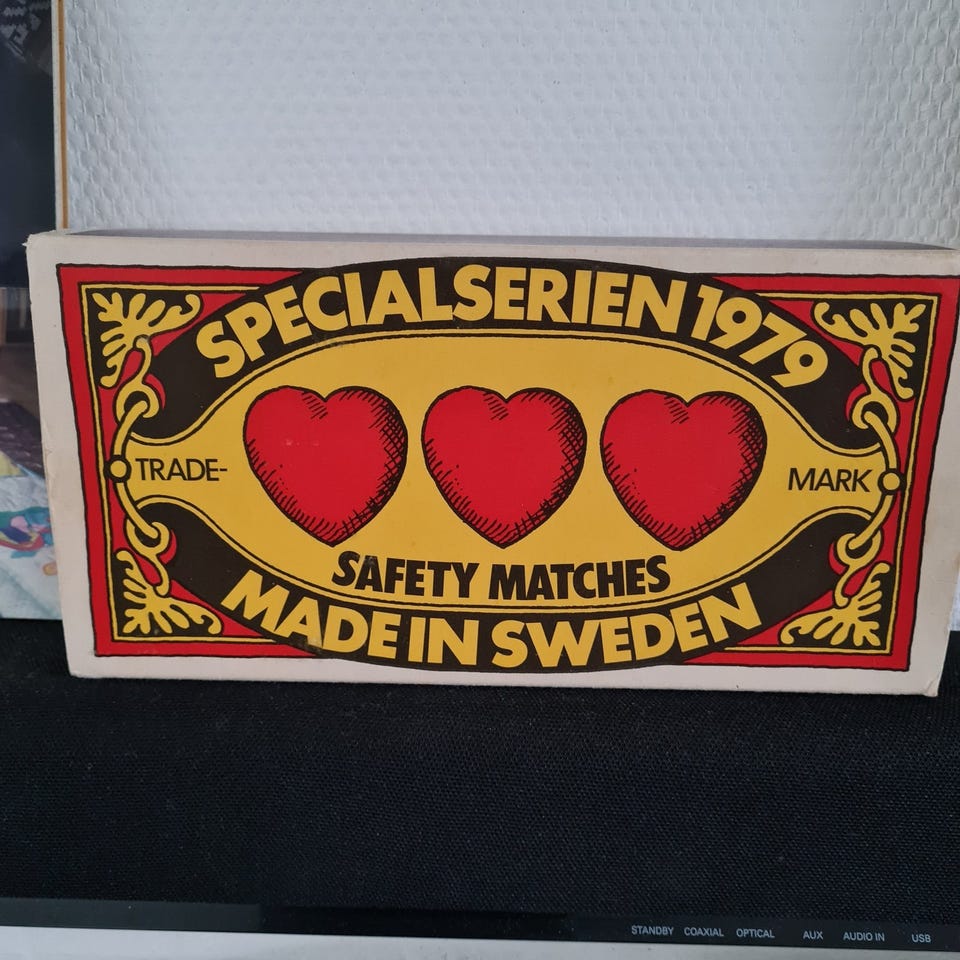 SPECIALSERIEN 1979
TRADE- MARK
SAFETY MATCHES
MADE IN SWEDEN
STANDBY COAXIAL OPTICAL AUX AUDIO IN USB